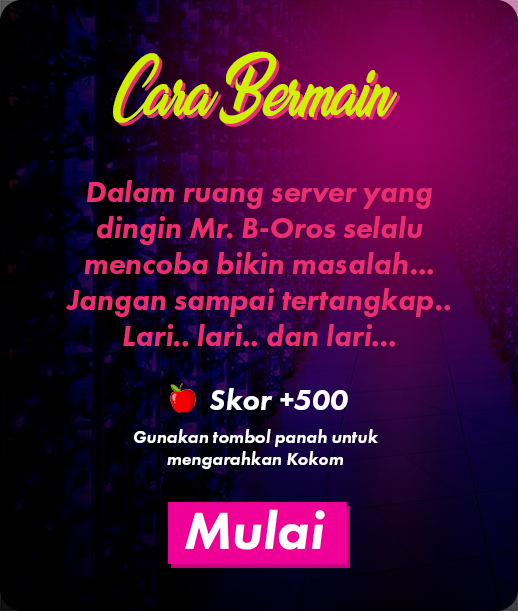 Cara Bermain
Dalam ruang server yang
dingin Mr. B-Oros selalu
mencoba bikin masalah...
Jangan sampai tertangkap..
Lari.. lari.. dan lari...
Skor +500
Gunakan tombol panah untuk
mengarahkan Kokom
Mulai